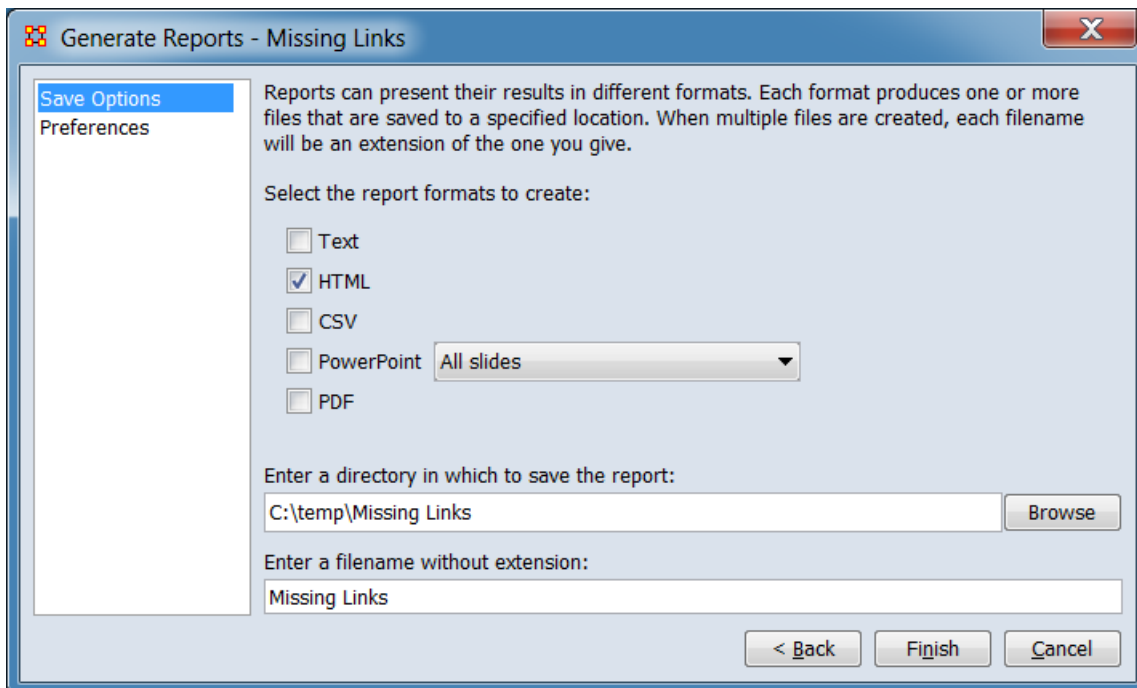 Generate Reports - Missing Links
X
Save Options
Preferences
Reports can present their results in different formats. Each format produces one or more
files that are saved to a specified location. When multiple files are created, each filename
will be an extension of the one you give.
Select the report formats to create:
Text
HTML
CSV
PowerPoint All slides
PDF
Enter a directory in which to save the report:
C:\temp\Missing Links Browse
Enter a filename without extension:
Missing Links
< Back Finish Cancel